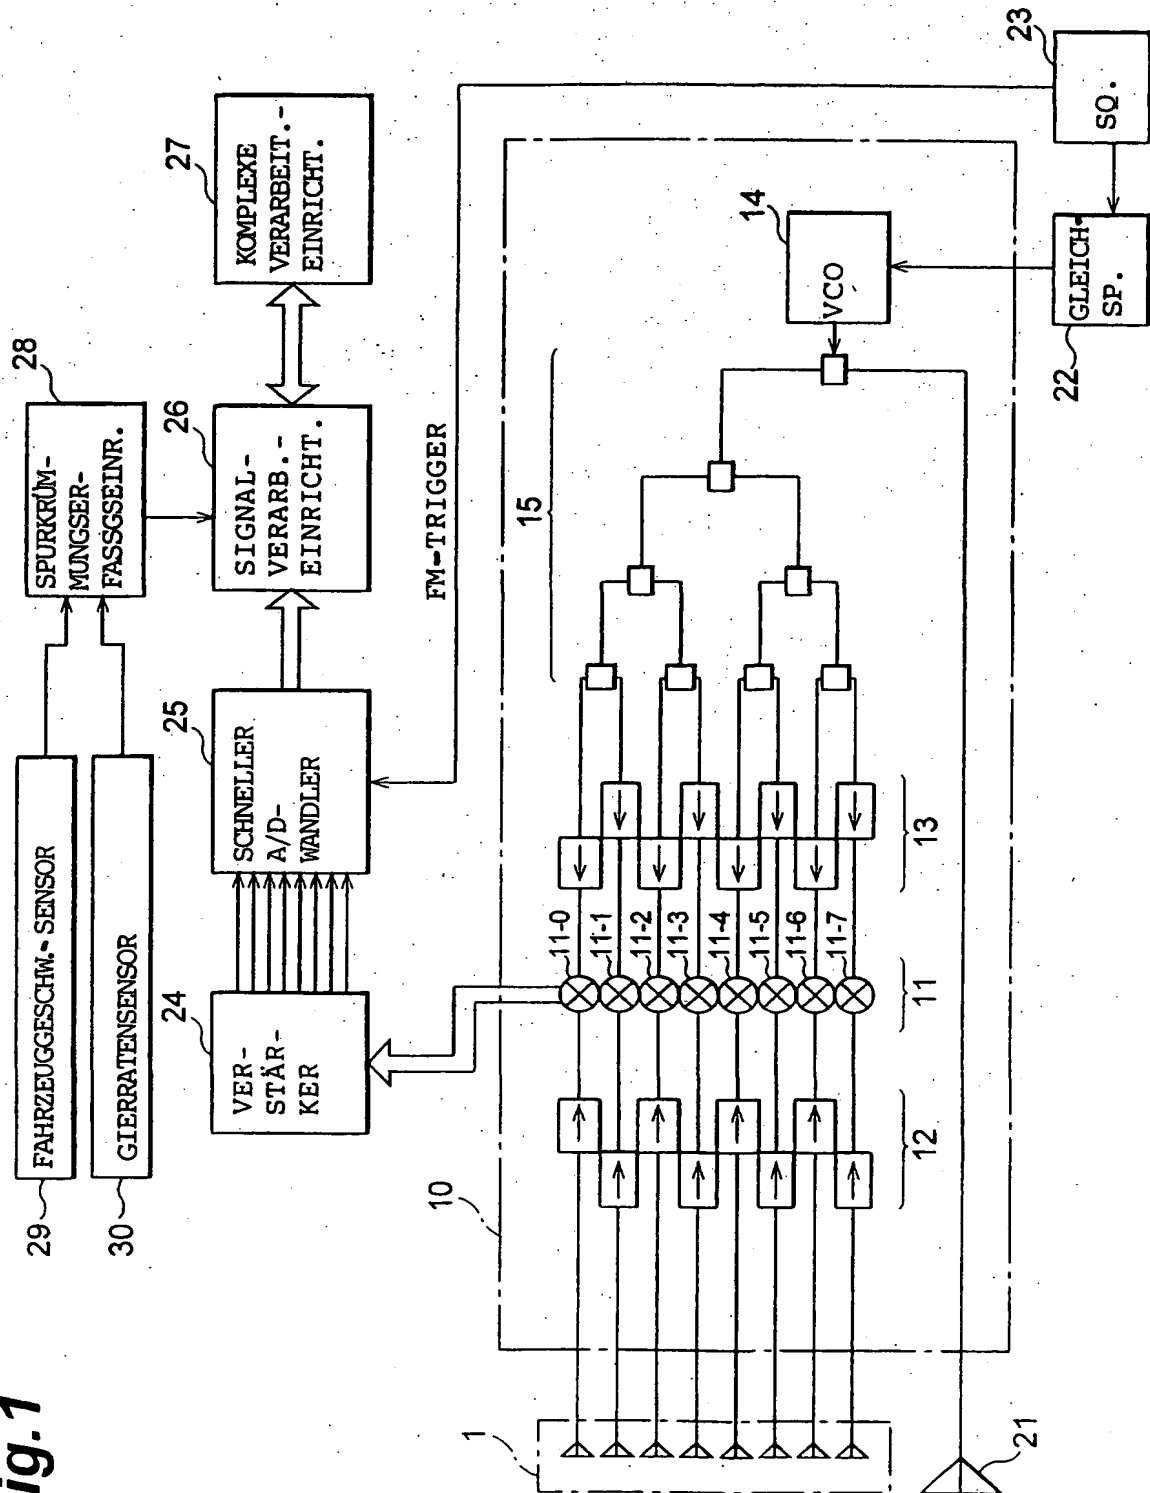 ig.1
29
FAHRZEUGGESCHW.-SENSOR
30
GIERRATENSENSOR
28
SPURKRÜM-
MUNGSER-
FASSGSEINR.
24
VER-
STÄR-
KER
25
SCHNELLER
A/D-
WANDLER
26
SIGNAL-
VERARB.-
EINRICHT.
27
KOMPLEXE
VERARBEIT.-
EINRICHT.
FM-TRIGGER
10
15
14
VCO
23
SQ.
22
GLEICH-
SP.
11-0
11-1
11-2
11-3
11-4
11-5
11-6
11-7
12
11
13
1
21